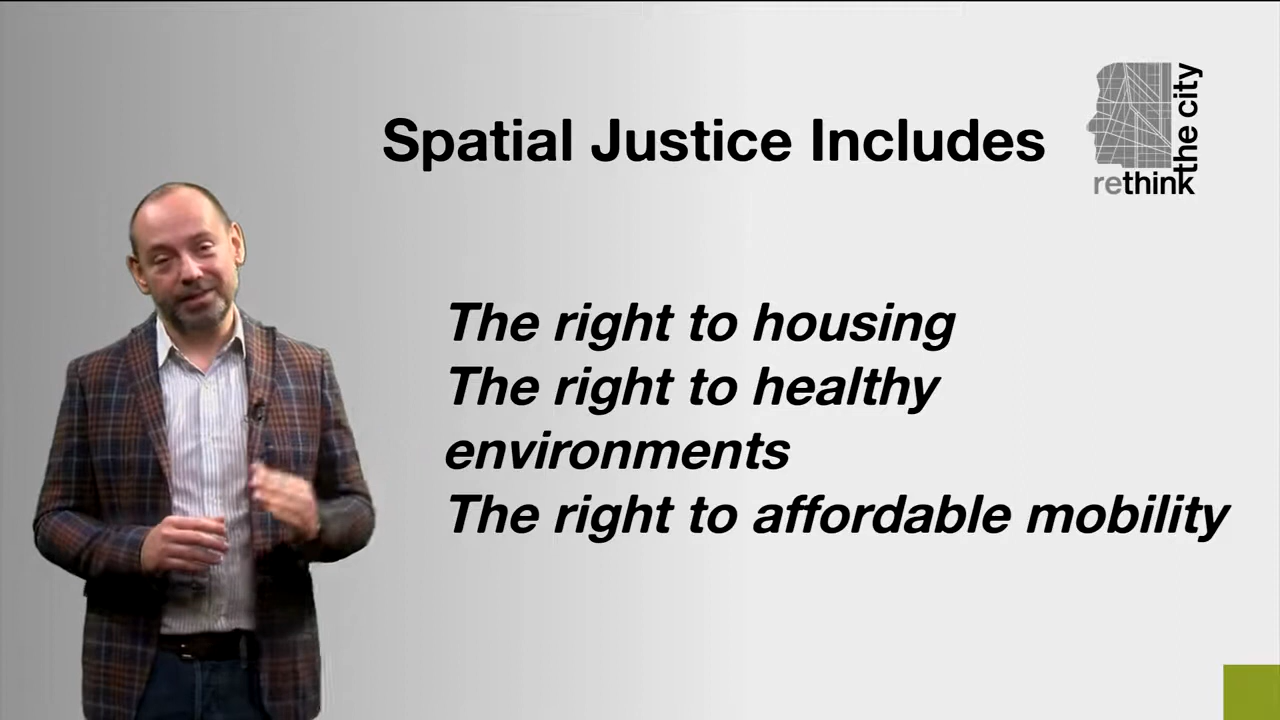 Spatial Justice Includes
rethink
the city
The right to housing
The right to healthy
environments
The right to affordable mobility